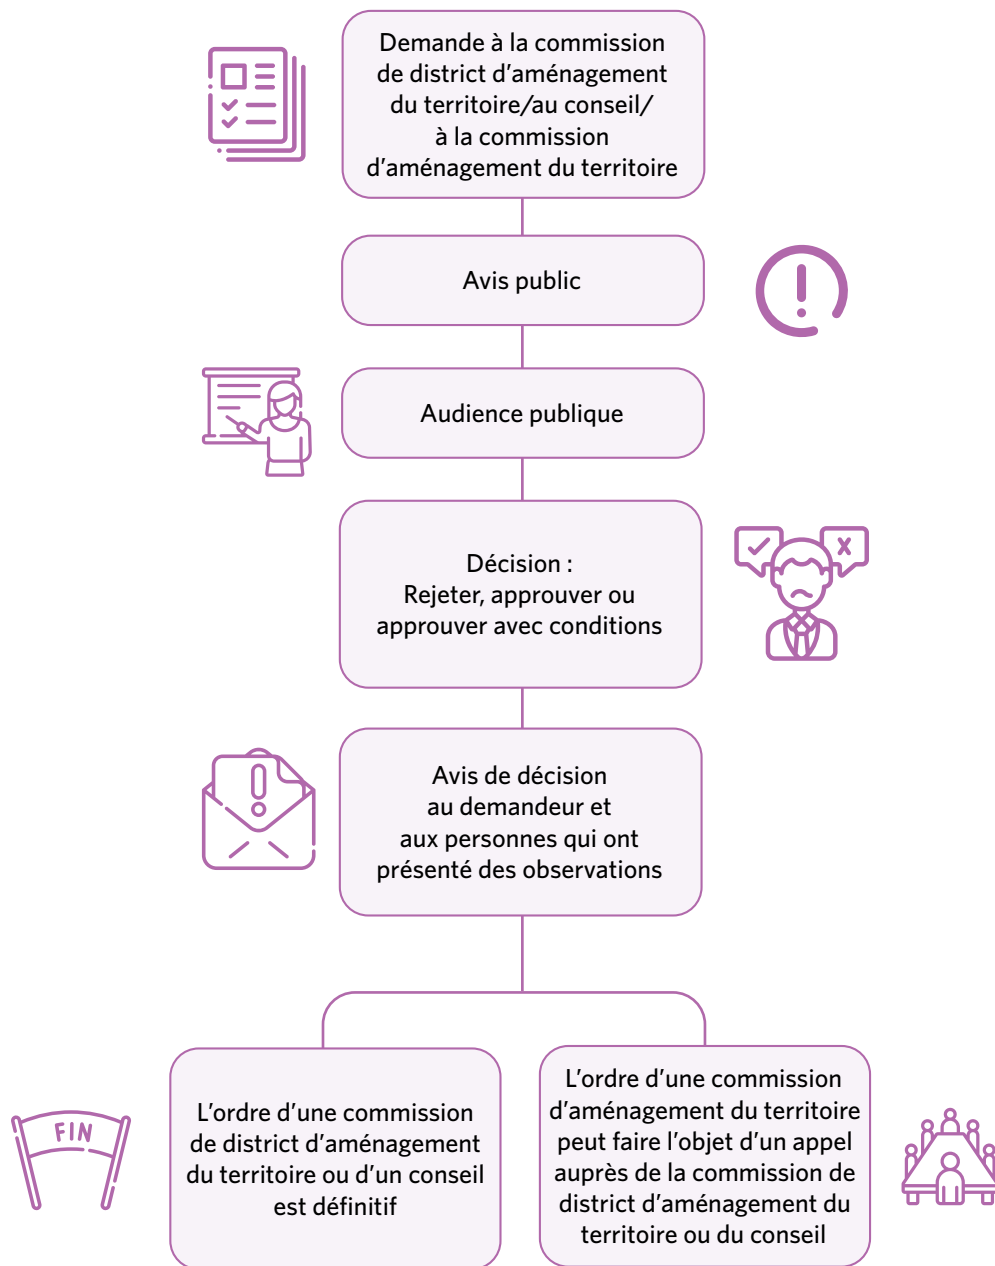 Demande à la commission
de district d'aménagement
du territoire/au conseil/
à la commission
d'aménagement du territoire
Avis public
Audience publique
Décision :
Rejeter, approuver ou
approuver avec conditions
Avis de décision
au demandeur et
aux personnes qui ont
présenté des observations
FIN
L'ordre d'une commission
de district d'aménagement
du territoire ou d'un conseil
est définitif
L'ordre d'une commission
d'aménagement du territoire
peut faire l'objet d'un appel
auprès de la commission de
district d'aménagement du
territoire ou du conseil